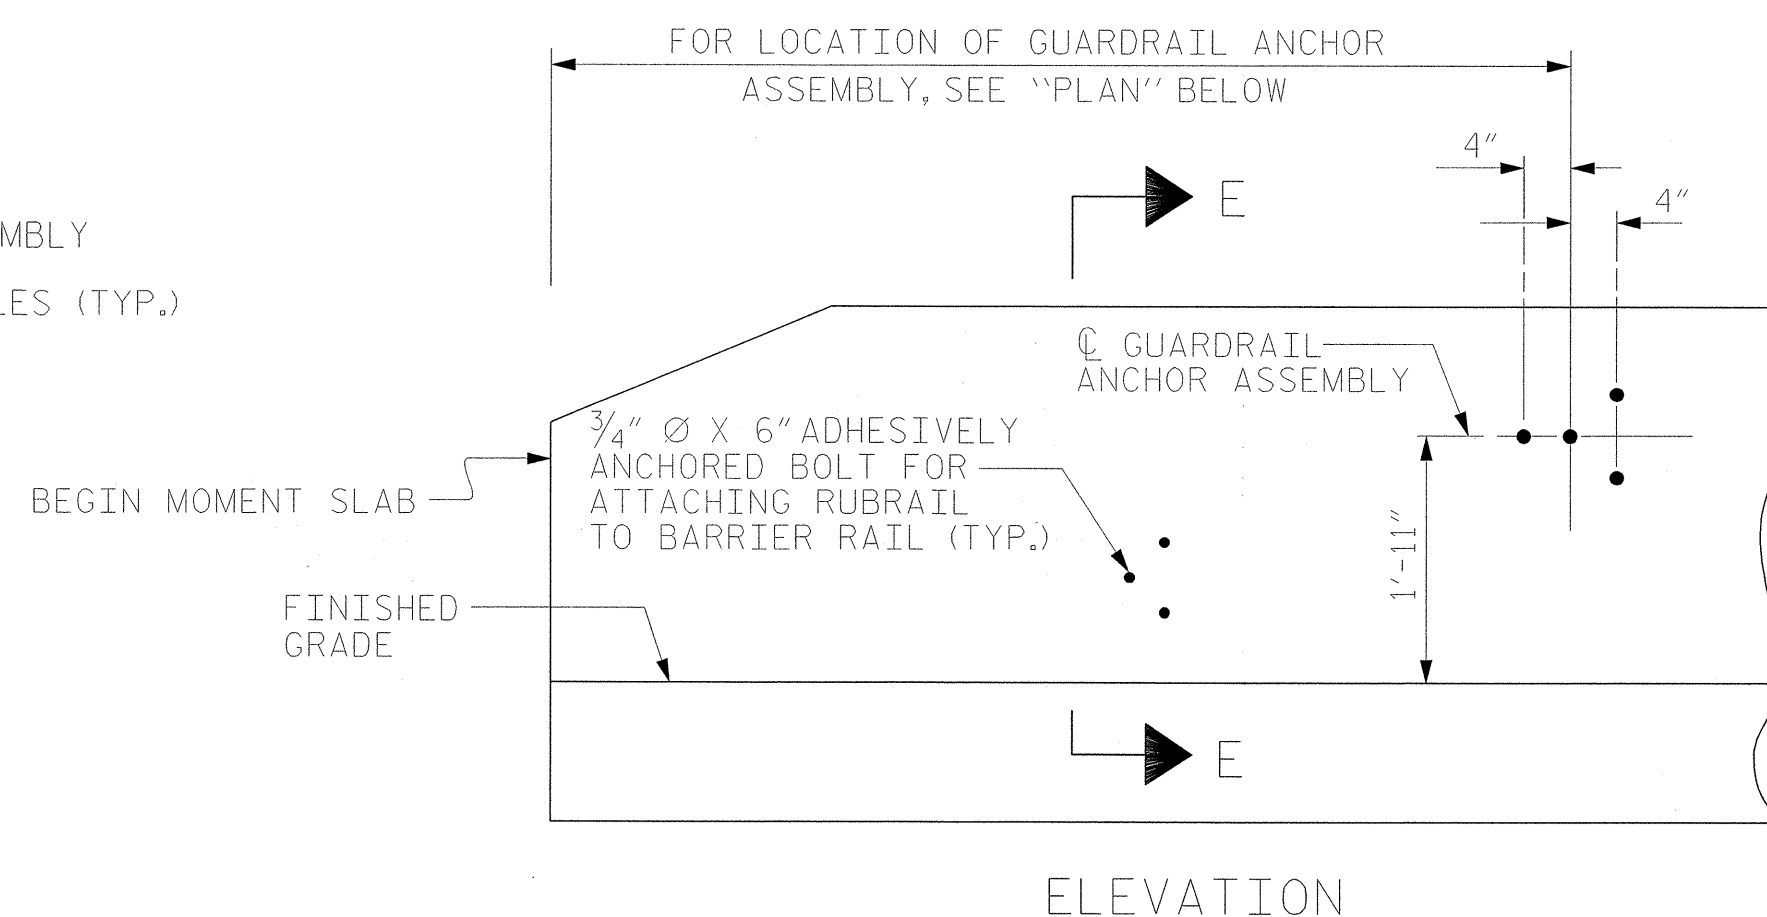 FOR LOCATION OF GUARDRAIL ANCHOR
ASSEMBLY, SEE "PLAN" BELOW
4"
4"
E
MBLY
LES (TYP.)
℄ GUARDRAIL
ANCHOR ASSEMBLY
3/4" Ø X 6" ADHESIVELY
ANCHORED BOLT FOR
ATTACHING RUBRAIL
TO BARRIER RAIL (TYP.)
BEGIN MOMENT SLAB
1'-11"
FINISHED
GRADE
E
ELEVATION